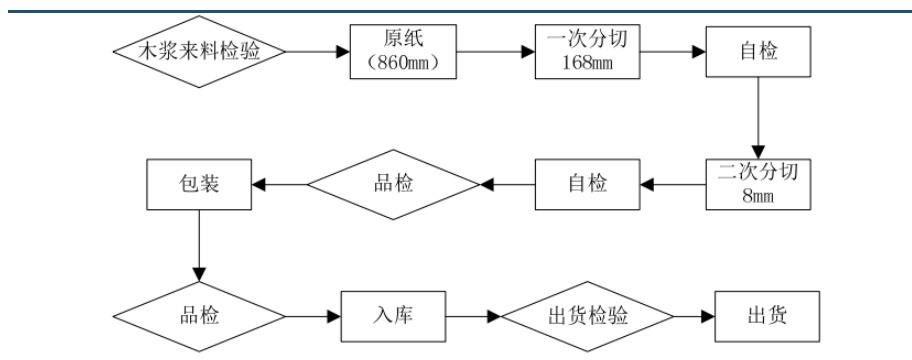 木浆来料检验
原纸
（860mm）
一次分切
168mm
自检
二次分切
8mm
自检
品检
包装
品检
入库
出货检验
出货